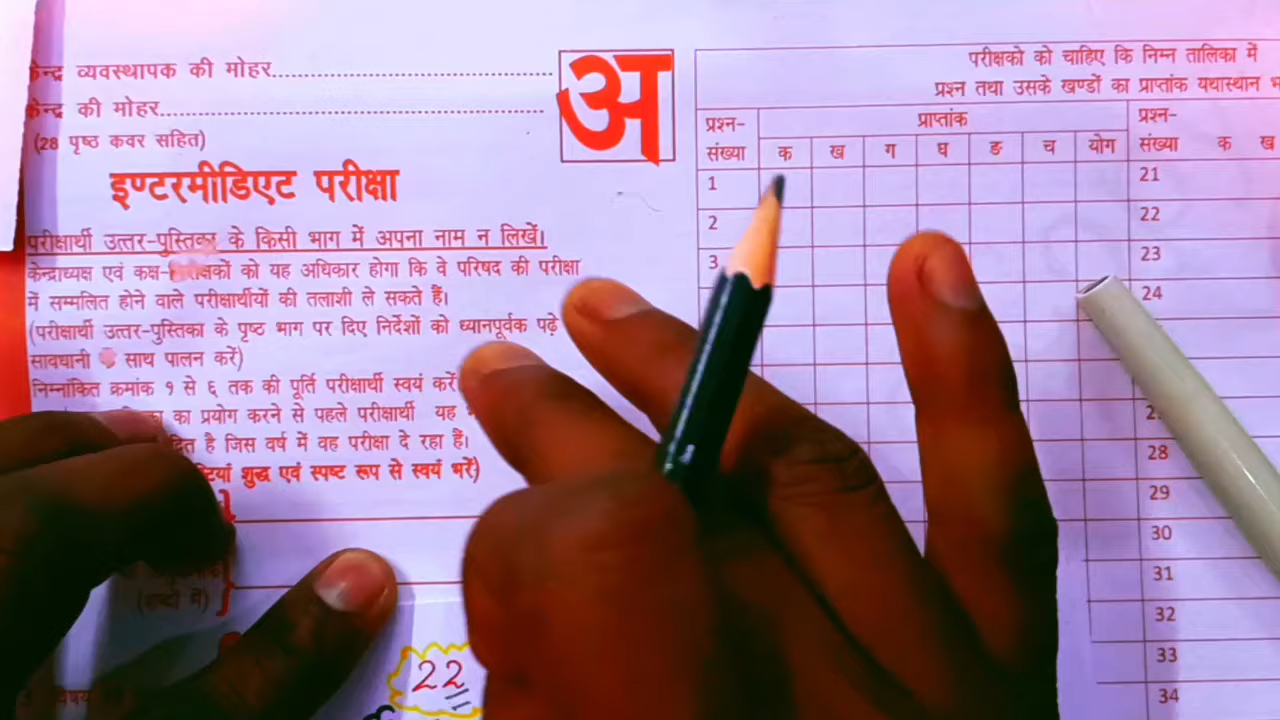 केन्द्र व्यवस्थापक की मोहर
केन्द्र की मोहर
(28 पृष्ठ कवर सहित)
इण्टरमीडिएट परीक्षा
परीक्षार्थी उत्तर-पुस्तिका के किसी भाग में अपना नाम न लिखें।
केन्द्राध्यक्ष एवं कक्ष- को यह अधिकार होगा कि वे परिषद की परीक्षा
में सम्मलित होने वाले परीक्षार्थीयों की तलाशी ले सकते हैं।
(परीक्षार्थी उत्तर-पुस्तिका के पृष्ठ भाग पर दिए निर्देशों को ध्यानपूर्वक पढ़े
सावधानी साथ पालन करें)
निम्नांकित क्रमांक १ से ६ तक की पूर्ति परीक्षार्थी स्वयं करें
का प्रयोग करने से पहले परीक्षार्थी यह
है जिस वर्ष में वह परीक्षा दे रहा हैं।
शुद्ध एवं स्पष्ट रूप से स्वयं भरें)
22
अ
परीक्षको को चाहिए कि निम्न तालिका में
प्रश्न तथा उसके खण्डों का प्राप्तांक यथास्थान
प्रश्न-संख्या प्राप्तांक प्रश्न-संख्या
क ख ग घ ङ च योग क ख
1 21
2 22
3 23
24
28
29
30
31
32
33
34